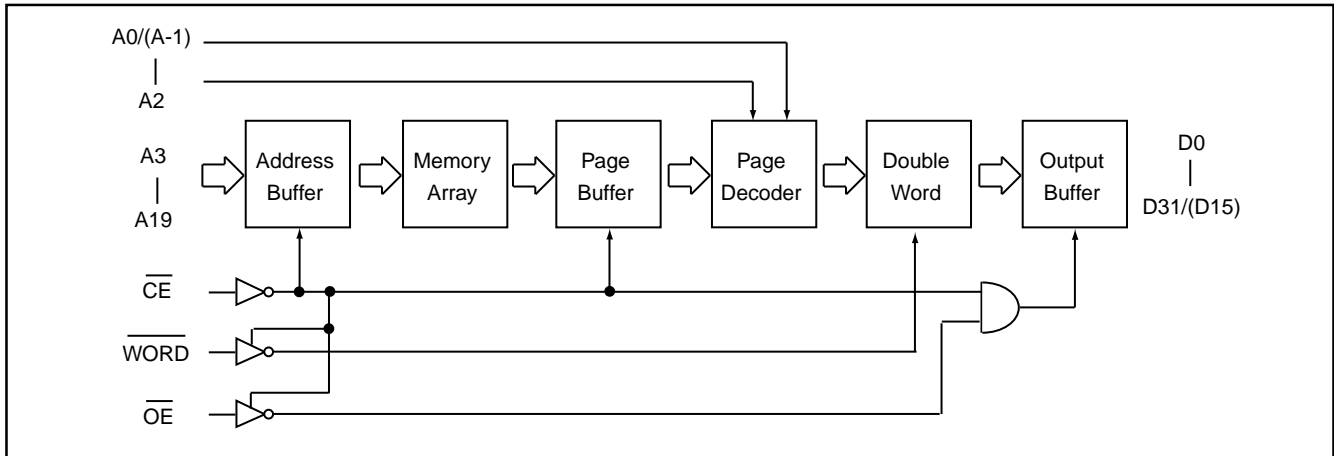 A0/(A-1)
A2
A3
A19
Address
Buffer
Memory
Array
Page
Buffer
Page
Decoder
Double
Word
Output
Buffer
D0
D31/(D15)
CE
WORD
OE